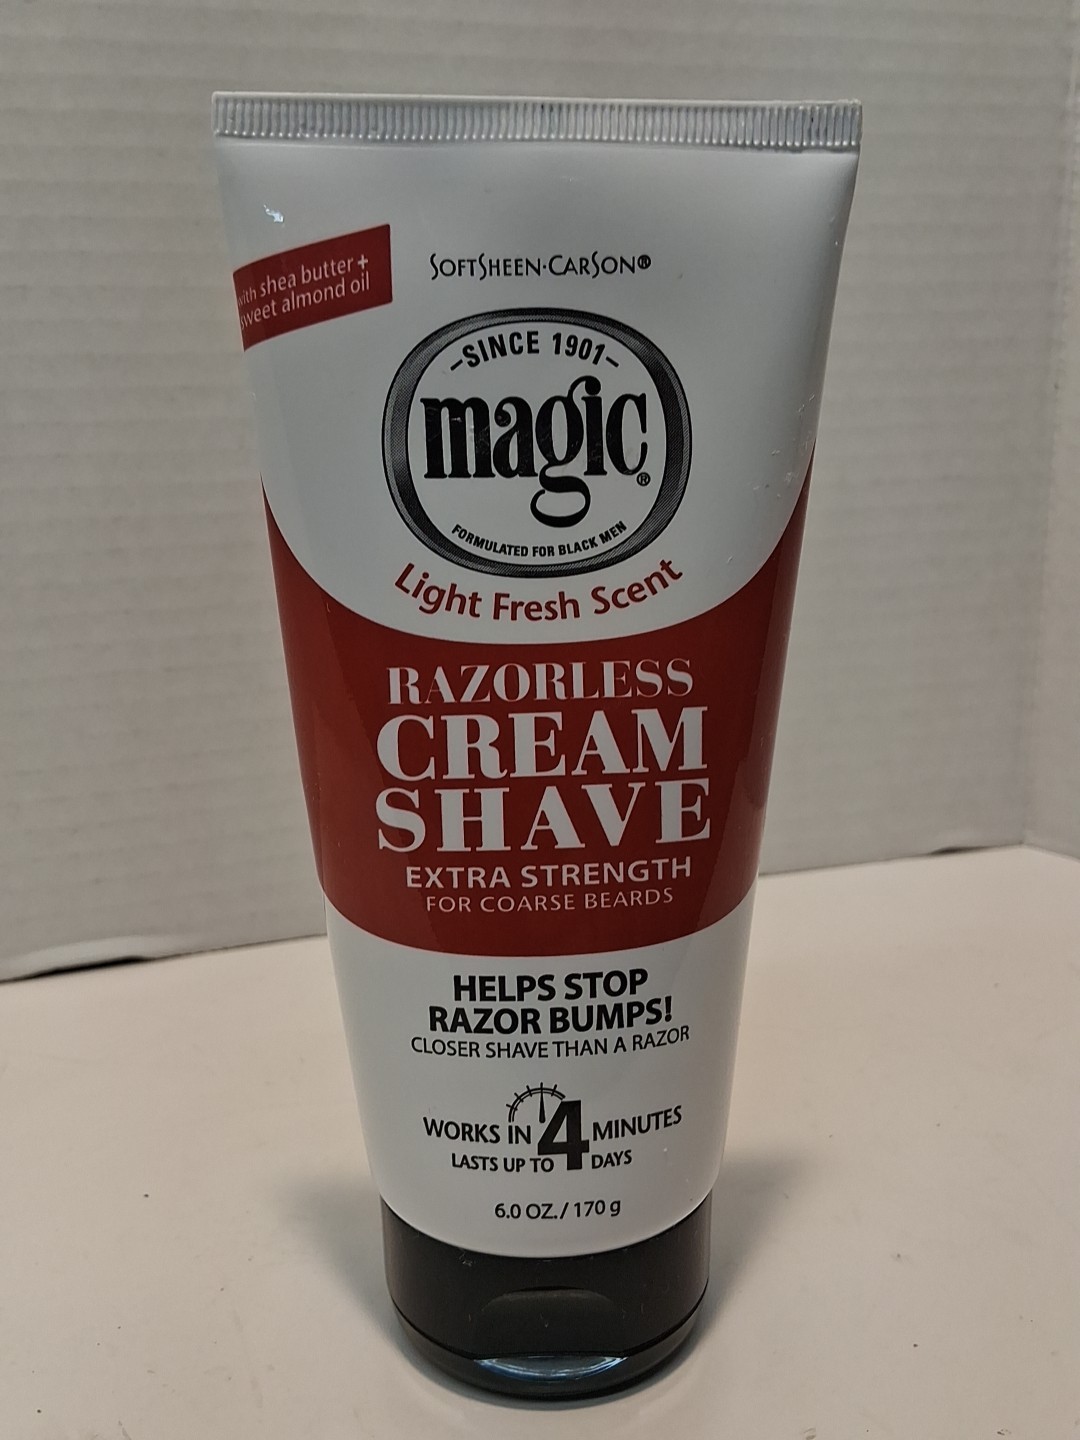 with shea butter +
sweet almond oil
SOFTSHEEN·CARSON®
–SINCE 1901–
magic®
FORMULATED FOR BLACK MEN
Light Fresh Scent
RAZORLESS
CREAM
SHAVE
EXTRA STRENGTH
FOR COARSE BEARDS
HELPS STOP
RAZOR BUMPS!
CLOSER SHAVE THAN A RAZOR
WORKS IN 4 MINUTES
LASTS UP TO 4 DAYS
6.0 OZ./170 g